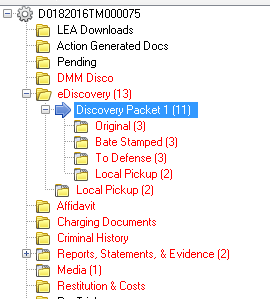 D0182016TM000075
LEA Downloads
Action Generated Docs
Pending
DMM Disco
eDiscovery (13)
Discovery Packet 1 (11)
Original (3)
Bate Stamped (3)
To Defense (3)
Local Pickup (2)
Local Pickup (2)
Affidavit
Charging Documents
Criminal History
Reports, Statements, & Evidence (2)
Media (1)
Restitution & Costs